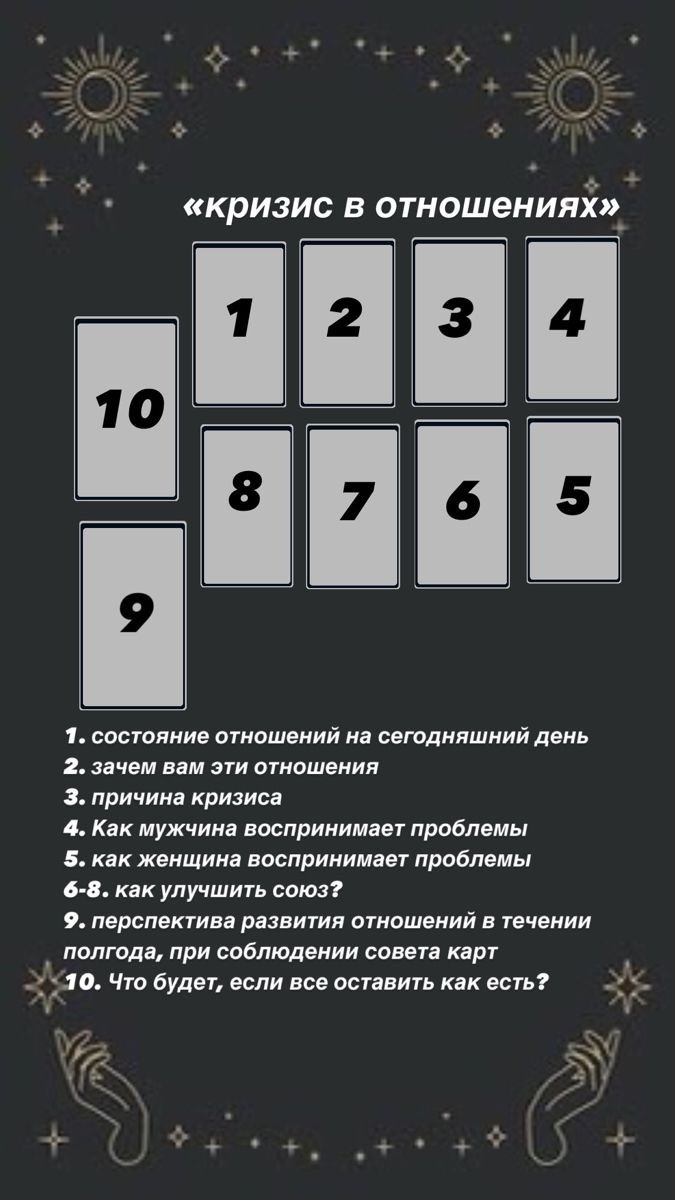 «кризис в отношениях»
1 2 3 4
10
8 7 6 5
9
1. состояние отношений на сегодняшний день
2. зачем вам эти отношения
3. причина кризиса
4. Как мужчина воспринимает проблемы
5. как женщина воспринимает проблемы
6-8. как улучшить союз?
9. перспектива развития отношений в течении
полгода, при соблюдении совета карт
10. Что будет, если все оставить как есть?